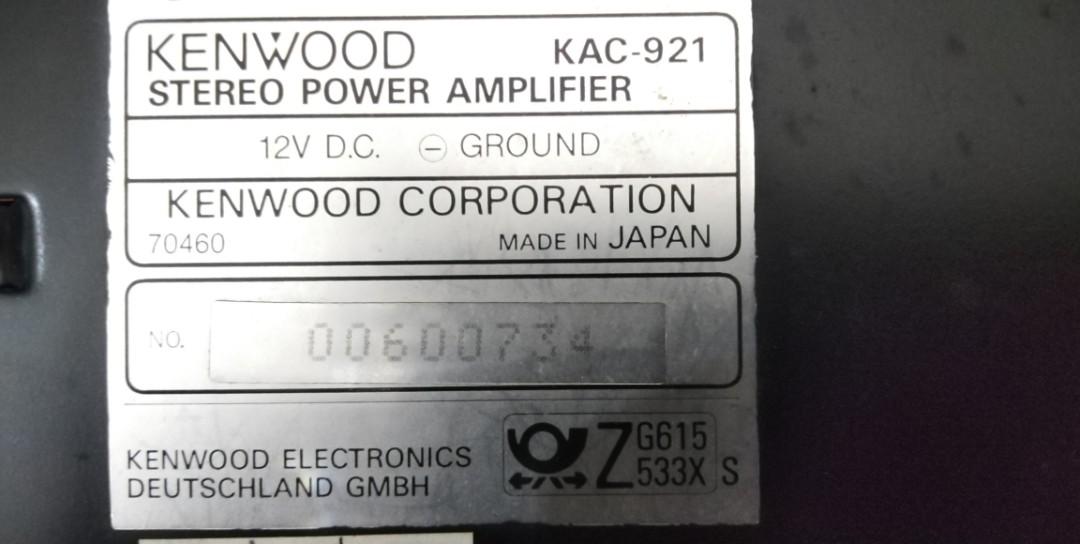 KENWOOD KAC-921
STEREO POWER AMPLIFIER
12V D.C. ⊖ GROUND
KENWOOD CORPORATION
70460 MADE IN JAPAN
NO. 00600734
KENWOOD ELECTRONICS
DEUTSCHLAND GMBH
Z G615
533X S